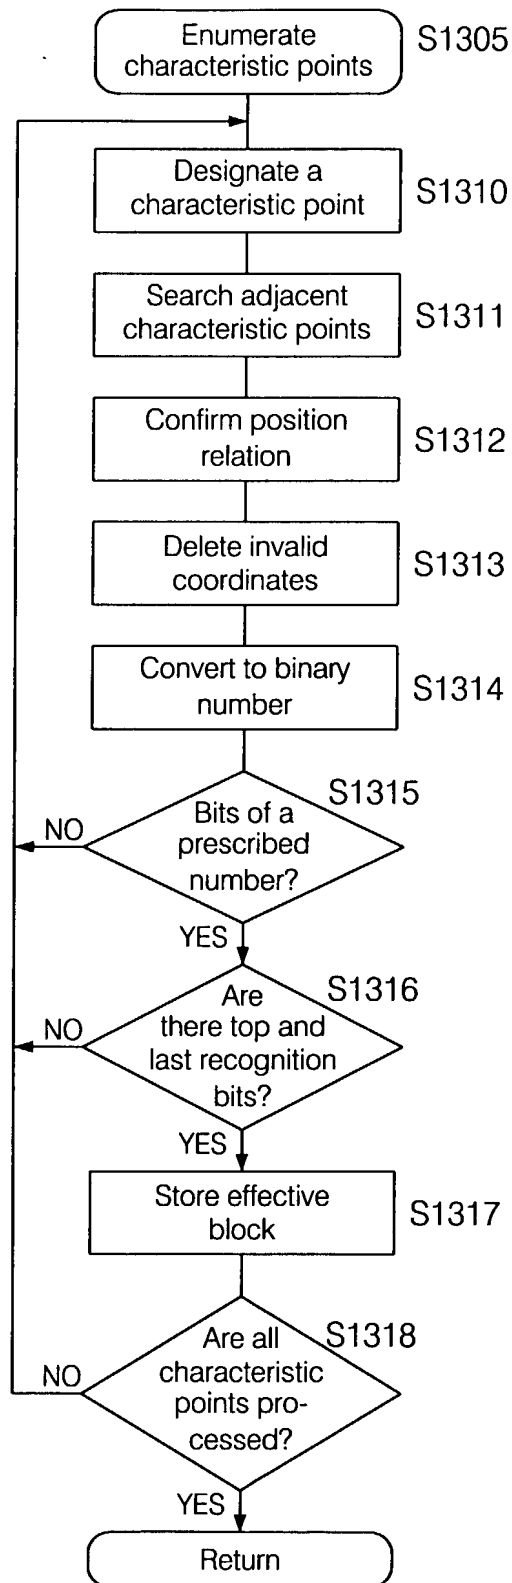 Enumerate
characteristic points
S1305
Designate a
characteristic point
S1310
Search adjacent
characteristic points
S1311
Confirm position
relation
S1312
Delete invalid
coordinates
S1313
Convert to binary
number
S1314
S1315
Bits of a
prescribed
number?
NO
YES
S1316
Are
there top and
last recognition
bits?
NO
YES
Store effective
block
S1317
S1318
Are all
characteristic
points pro-
cessed?
NO
YES
Return